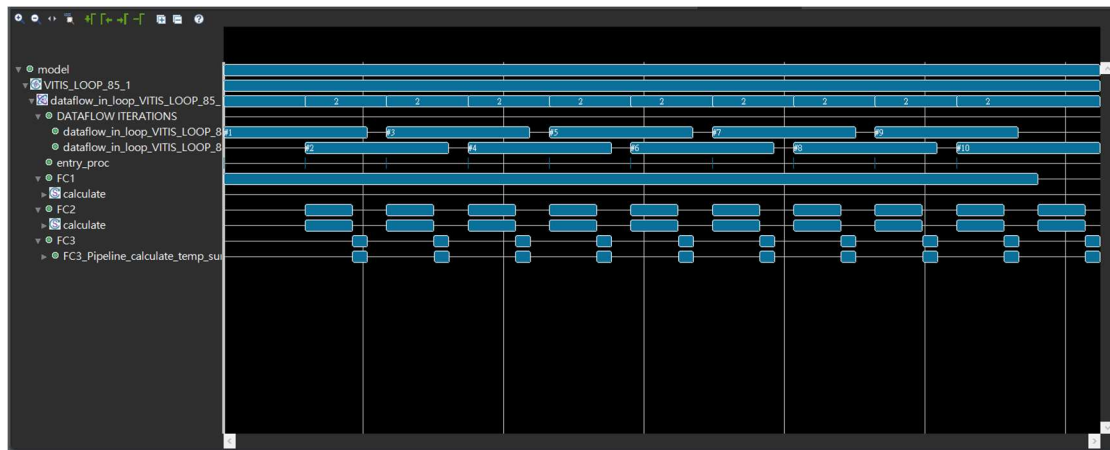 model
VITIS_LOOP_85_1
dataflow_in_loop_VITIS_LOOP_85_
2 2 2 2 2 2 2 2 2
DATAFLOW ITERATIONS
dataflow_in_loop_VITIS_LOOP_8
#1 #3 #5 #7 #9
dataflow_in_loop_VITIS_LOOP_8
#2 #4 #6 #8 #10
entry_proc
FC1
calculate
FC2
calculate
FC3
FC3_Pipeline_calculate_temp_su